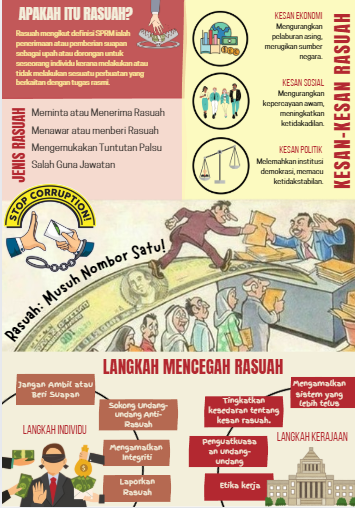 APAKAH ITU RASUAH?
Rasuah mengikut definisi SPRM ialah
penerimaan atau pemberian suapan
sebagai upah atau dorongan untuk
seseorang individu kerana melakukan atau
tidak melakukan sesuatu perbuatan yang
berkaitan dengan tugas rasmi.
JENIS RASUAH
Meminta atau Menerima Rasuah
Menawar atau menberi Rasuah
Mengemukakan Tuntutan Palsu
Salah Guna Jawatan
KESAN-KESAN RASUAH
KESAN EKONOMI
Mengurangkan
pelaburan asing,
merugikan sumber
negara.
KESAN SOSIAL
Mengurangkan
kepercayaan awam,
meningkatkan
ketidakadilan.
KESAN POLITIK
Melemahkan institusi
demokrasi, memacu
ketidakstabilan.
STOP CORRUPTION!
Rasuah: Musuh Nombor Satu!
LANGKAH MENCEGAH RASUAH
Jangan Ambil atau
Beri Suapan
Sokong Undang-
undang Anti-
Rasuah
LANGKAH INDIVIDU
Mengamalkan
Integriti
Laporkan
Rasuah
Mengamalkan
sistem yang
lebih telus
Tingkatkan
kesedaran tentang
kesan rasuah.
LANGKAH KERAJAAN
Penguatkuasa
an undang-
undang
Etika kerja